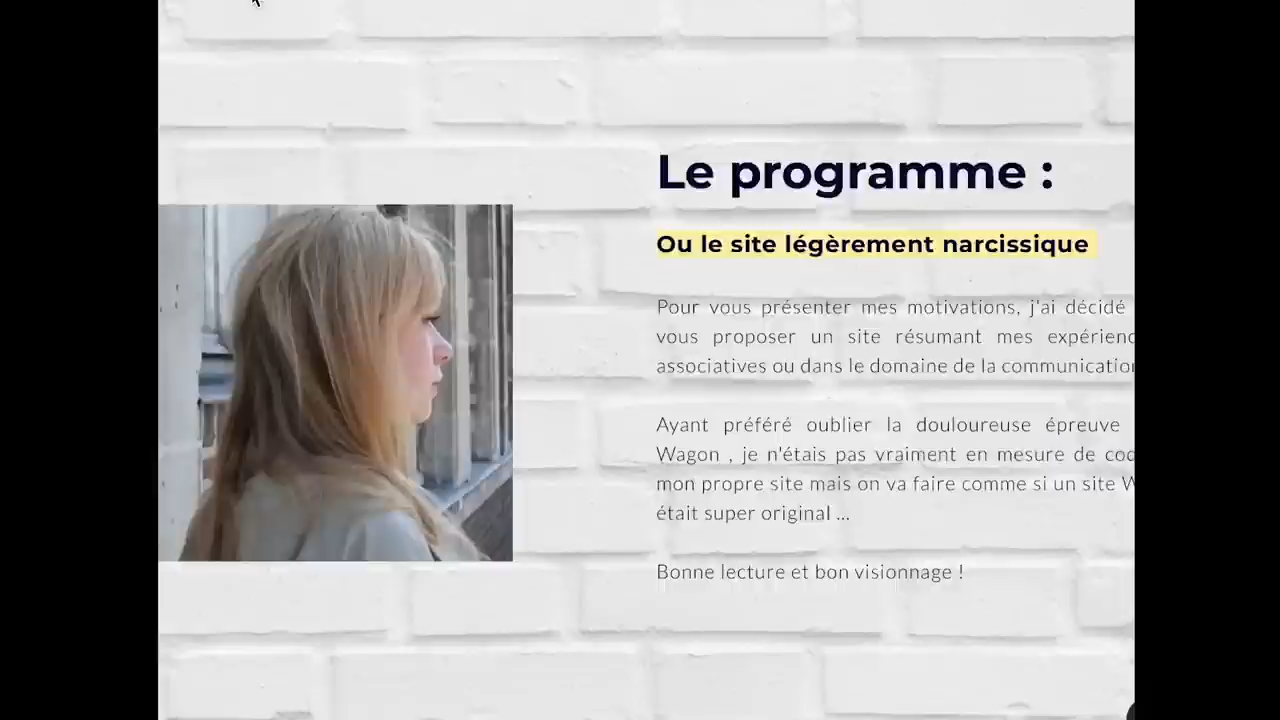 Le programme :
Ou le site légèrement narcissique
Pour vous présenter mes motivations, j'ai décidé
vous proposer un site résumant mes
associatives ou dans le domaine de la
Ayant préféré oublier la douloureuse épreuve
Wagon , je n'étais pas vraiment en mesure de
mon propre site mais on va faire comme si un site
était super original ...
Bonne lecture et bon visionnage !